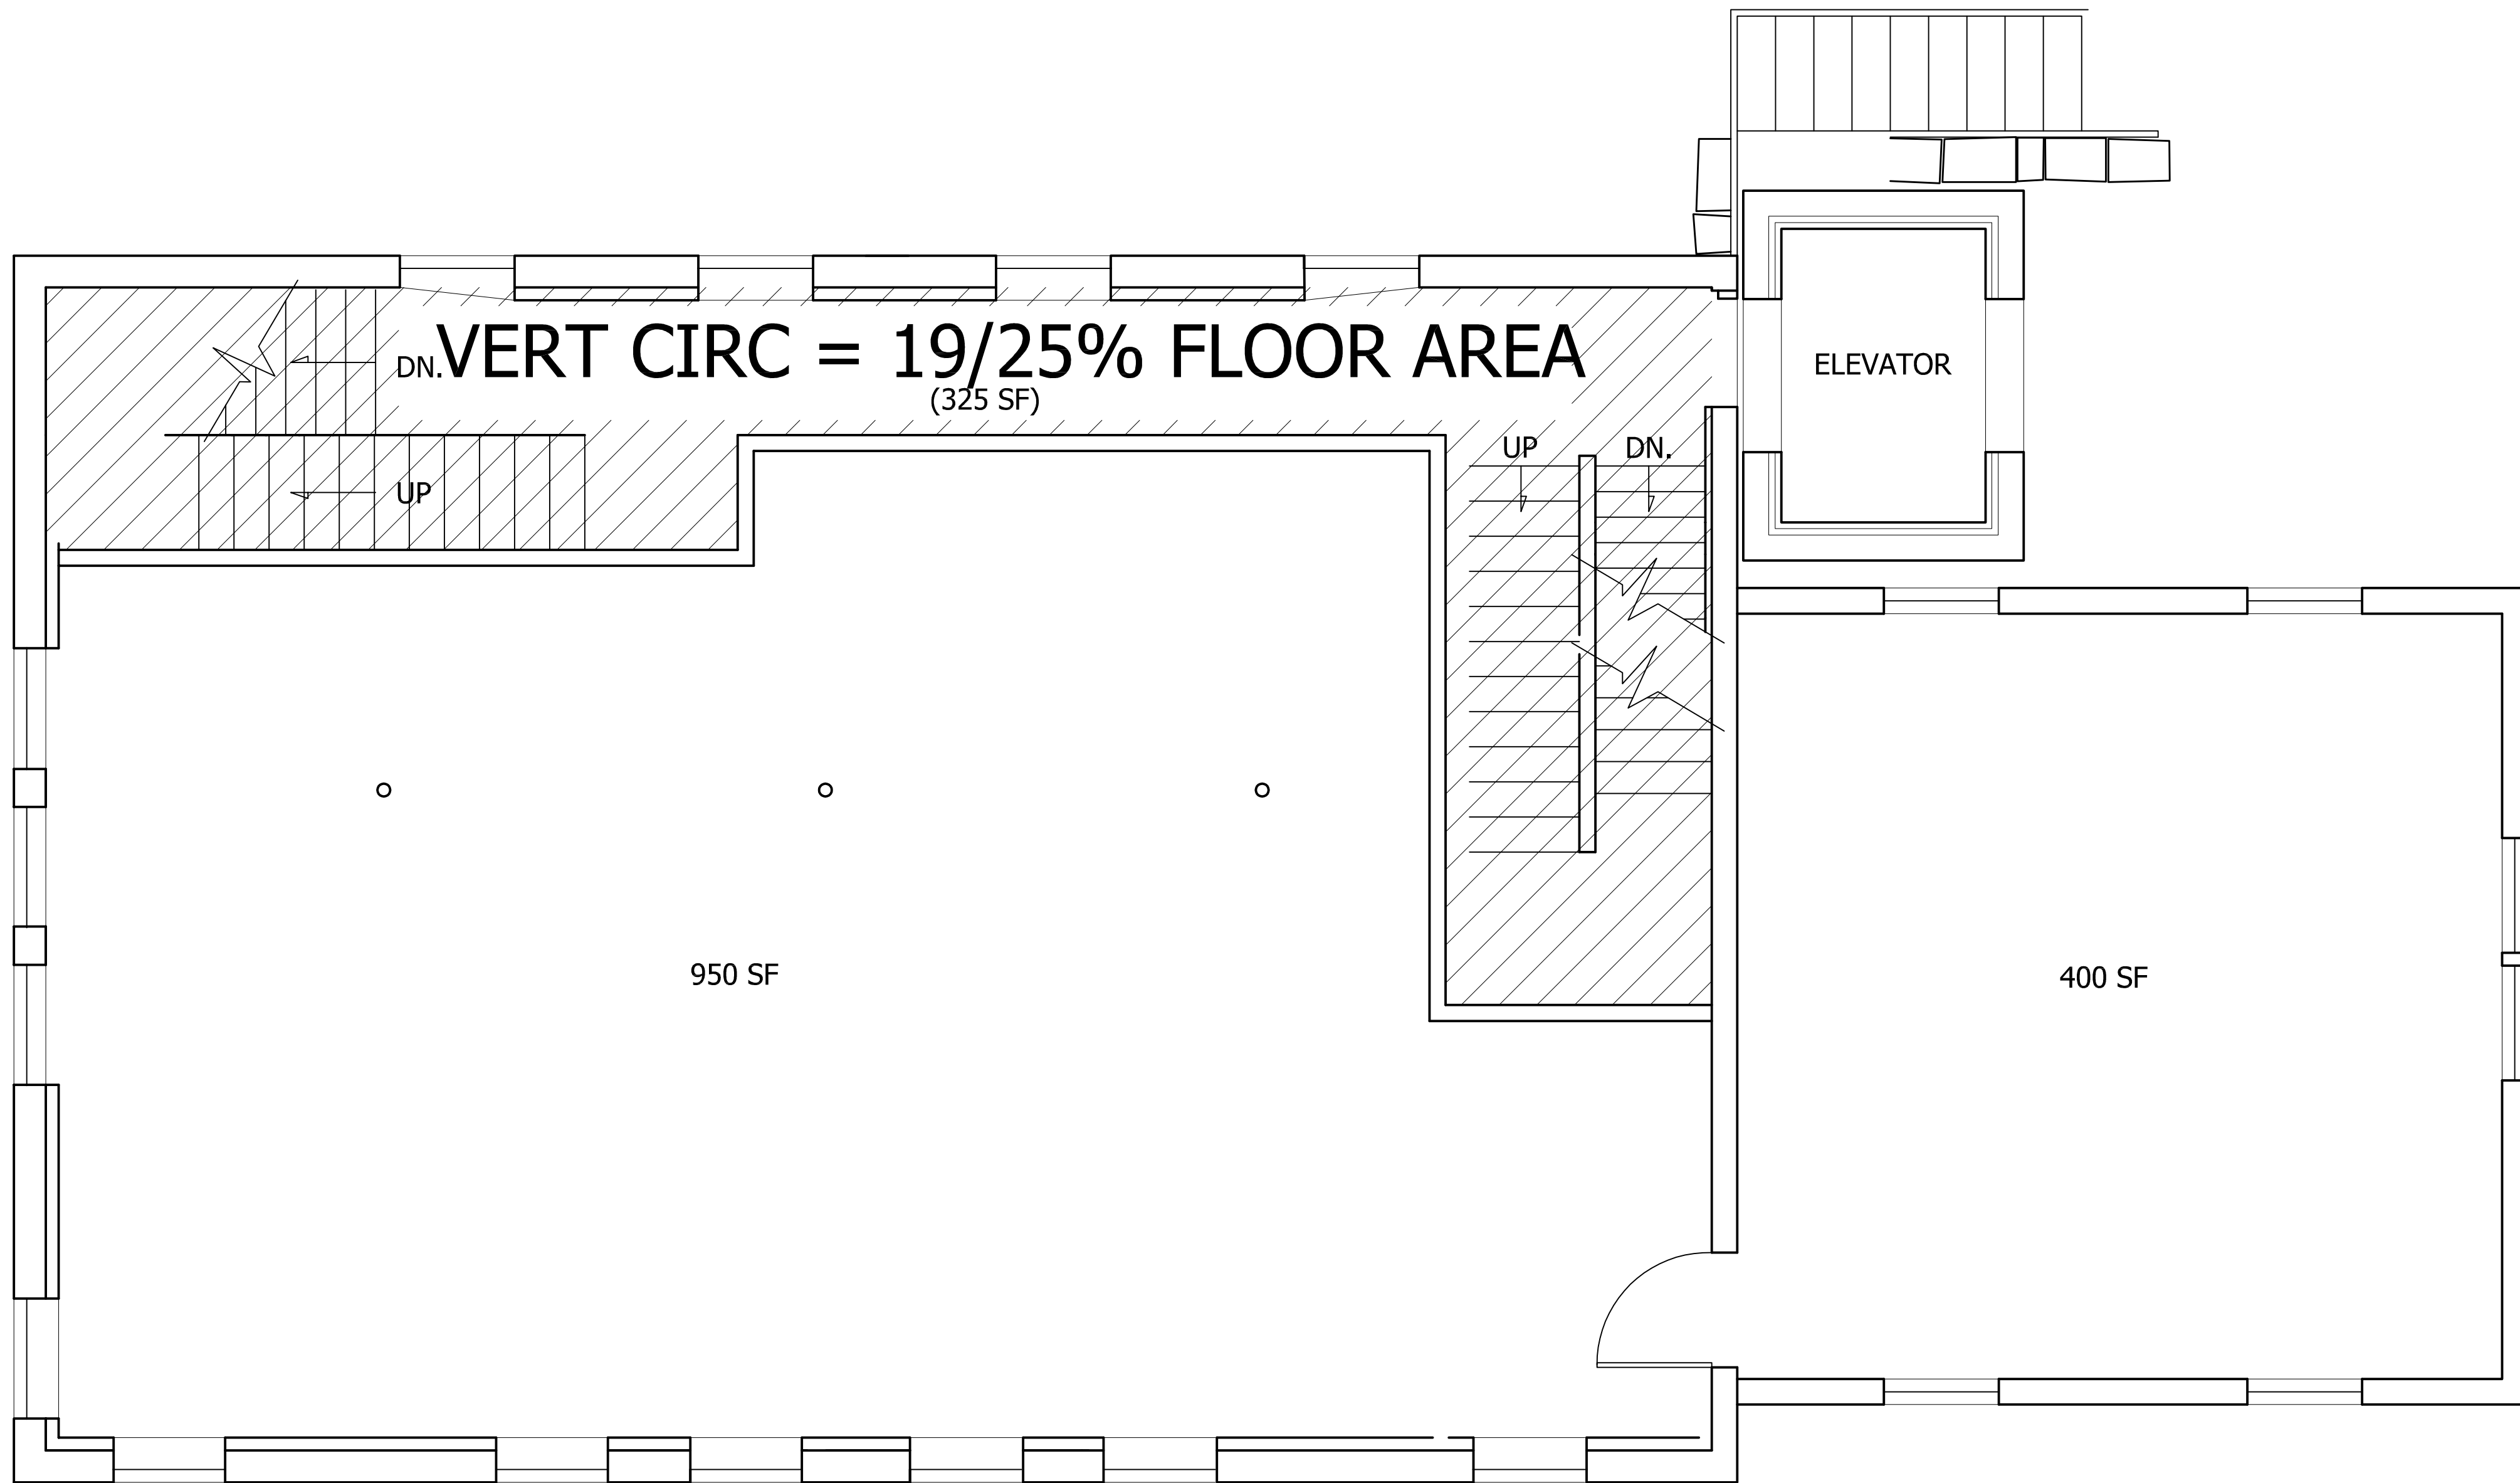 VERT CIRC = 19/25% FLOOR AREA
(325 SF)
DN.
UP
UP
DN.
ELEVATOR
950 SF
400 SF